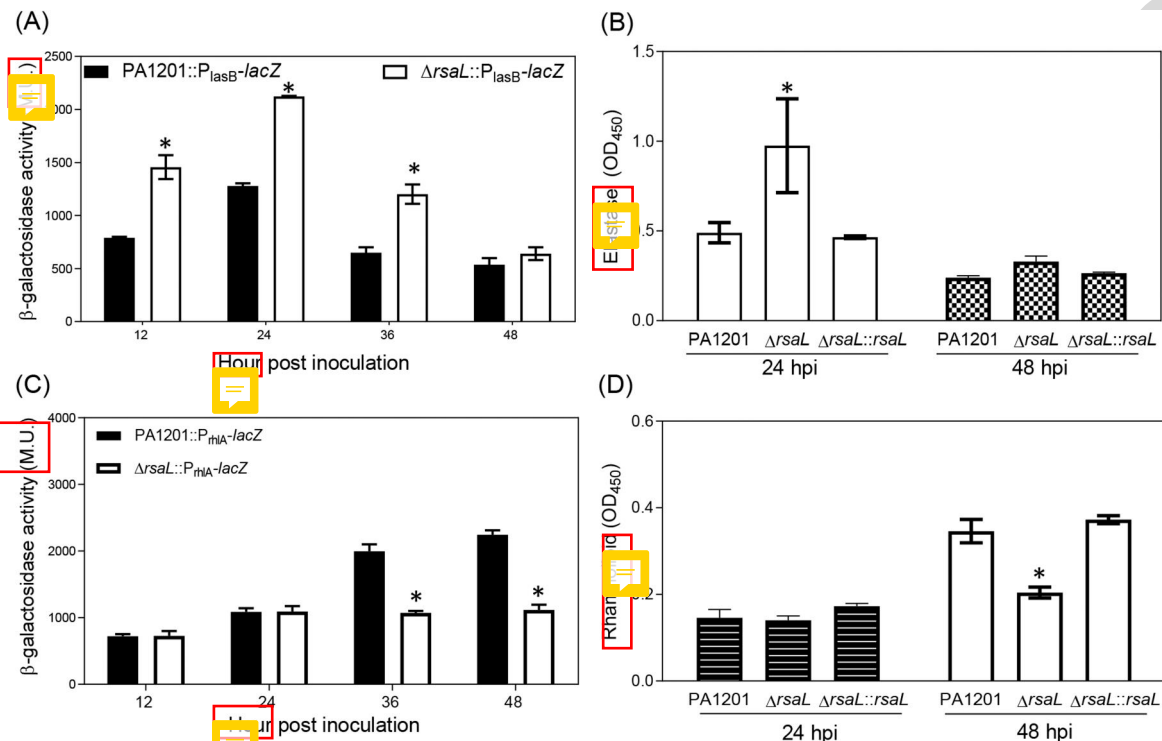 (A)
β-galactosidase activity
2500
2000
1500
1000
500
0
PA1201::PlasB-lacZ
ΔrsaL::PlasB-lacZ
*
*
*
12
24
36
48
Hour post inoculation
(B)
(OD450)
1.5
1.0
0.5
0.0
*
PA1201 ΔrsaL ΔrsaL::rsaL
PA1201 ΔrsaL ΔrsaL::rsaL
24 hpi
48 hpi
(C)
β-galactosidase activity (M.U.)
4000
3000
2000
1000
0
PA1201::PrhlA-lacZ
ΔrsaL::PrhlA-lacZ
*
*
12
24
36
48
Hour post inoculation
(D)
(OD450)
0.6
0.4
0.2
0.0
*
PA1201 ΔrsaL ΔrsaL::rsaL
PA1201 ΔrsaL ΔrsaL::rsaL
24 hpi
48 hpi